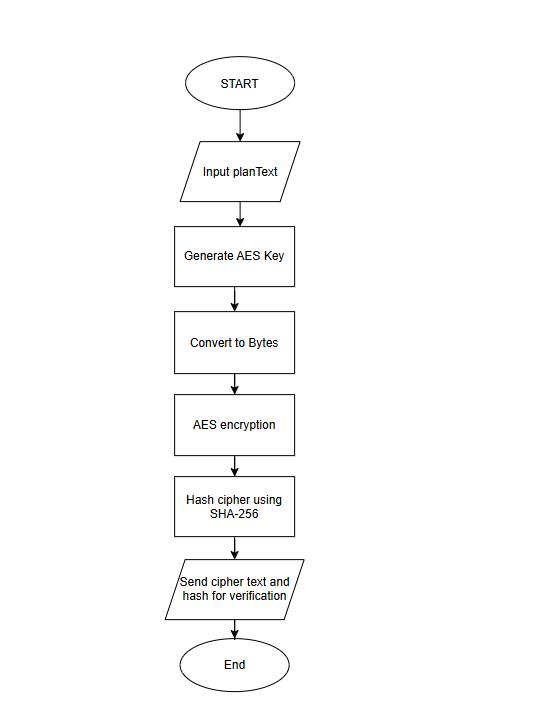 START
Input planText
Generate AES Key
Convert to Bytes
AES encryption
Hash cipher using
SHA-256
Send cipher text and
hash for verification
End